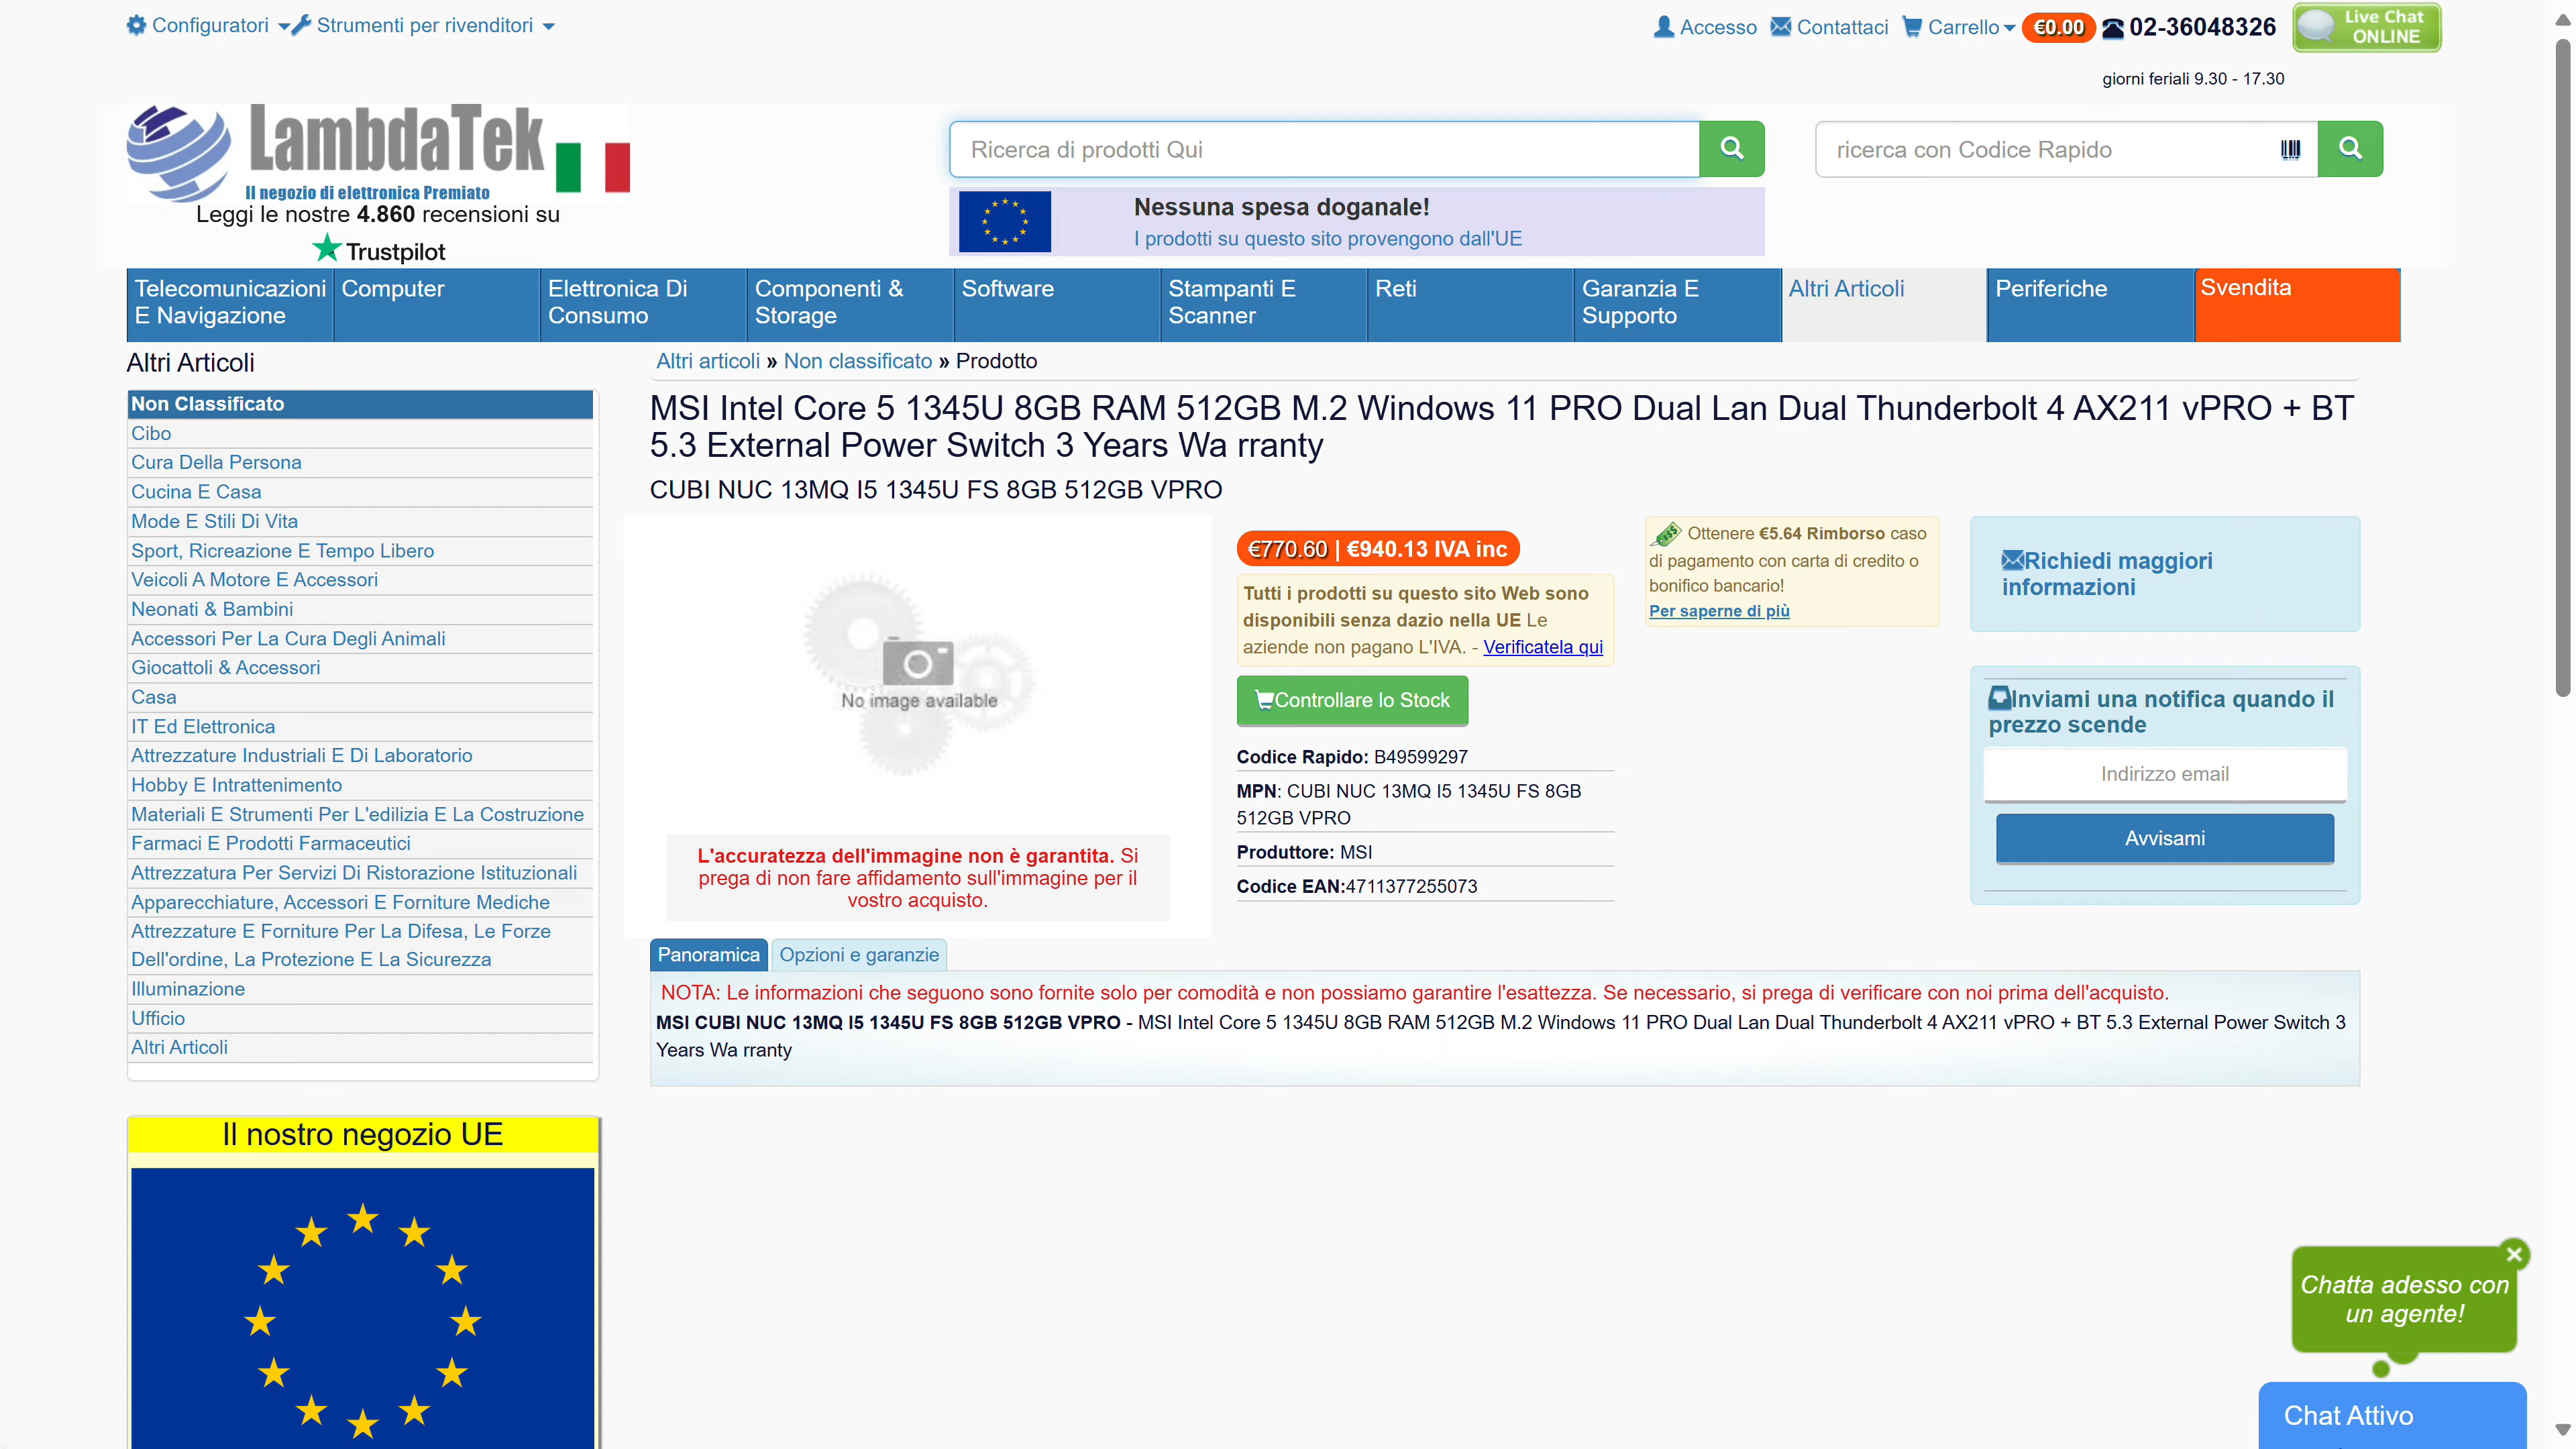 Configuratori
Strumenti per rivenditori
Accesso
Contattaci
Carrello
€0.00
02-36048326
Live Chat
ONLINE
giorni feriali 9.30 - 17.30
LambdaTek
Il negozio di elettronica Premiato
Leggi le nostre 4.860 recensioni su
Trustpilot
Ricerca di prodotti Qui
ricerca con Codice Rapido
Nessuna spesa doganale!
I prodotti su questo sito provengono dall'UE
Telecomunicazioni
E Navigazione
Computer
Elettronica Di
Consumo
Componenti &
Storage
Software
Stampanti E
Scanner
Reti
Garanzia E
Supporto
Altri Articoli
Periferiche
Svendita
Altri Articoli
Non Classificato
Cibo
Cura Della Persona
Cucina E Casa
Mode E Stili Di Vita
Sport, Ricreazione E Tempo Libero
Veicoli A Motore E Accessori
Neonati & Bambini
Accessori Per La Cura Degli Animali
Giocattoli & Accessori
Casa
IT Ed Elettronica
Attrezzature Industriali E Di Laboratorio
Hobby E Intrattenimento
Materiali E Strumenti Per L'edilizia E La Costruzione
Farmaci E Prodotti Farmaceutici
Attrezzatura Per Servizi Di Ristorazione Istituzionali
Apparecchiature, Accessori E Forniture Mediche
Attrezzature E Forniture Per La Difesa, Le Forze
Dell'ordine, La Protezione E La Sicurezza
Illuminazione
Ufficio
Altri Articoli
Il nostro negozio UE
Altri articoli » Non classificato » Prodotto
MSI Intel Core 5 1345U 8GB RAM 512GB M.2 Windows 11 PRO Dual Lan Dual Thunderbolt 4 AX211 vPRO + BT
5.3 External Power Switch 3 Years Wa rranty
CUBI NUC 13MQ I5 1345U FS 8GB 512GB VPRO
No image available
L'accuratezza dell'immagine non è garantita. Si
prega di non fare affidamento sull'immagine per il
vostro acquisto.
€770.60 | €940.13 IVA inc
Tutti i prodotti su questo sito Web sono
disponibili senza dazio nella UE Le
aziende non pagano L'IVA. - Verificatela qui
Controllare lo Stock
Codice Rapido: B49599297
MPN: CUBI NUC 13MQ I5 1345U FS 8GB
512GB VPRO
Produttore: MSI
Codice EAN:4711377255073
Ottenere €5.64 Rimborso caso
di pagamento con carta di credito o
bonifico bancario!
Per saperne di più
Richiedi maggiori
informazioni
Inviami una notifica quando il
prezzo scende
Indirizzo email
Avvisami
Panoramica
Opzioni e garanzie
NOTA: Le informazioni che seguono sono fornite solo per comodità e non possiamo garantire l'esattezza. Se necessario, si prega di verificare con noi prima dell'acquisto.
MSI CUBI NUC 13MQ I5 1345U FS 8GB 512GB VPRO - MSI Intel Core 5 1345U 8GB RAM 512GB M.2 Windows 11 PRO Dual Lan Dual Thunderbolt 4 AX211 vPRO + BT 5.3 External Power Switch 3
Years Wa rranty
Chatta adesso con
un agente!
Chat Attivo